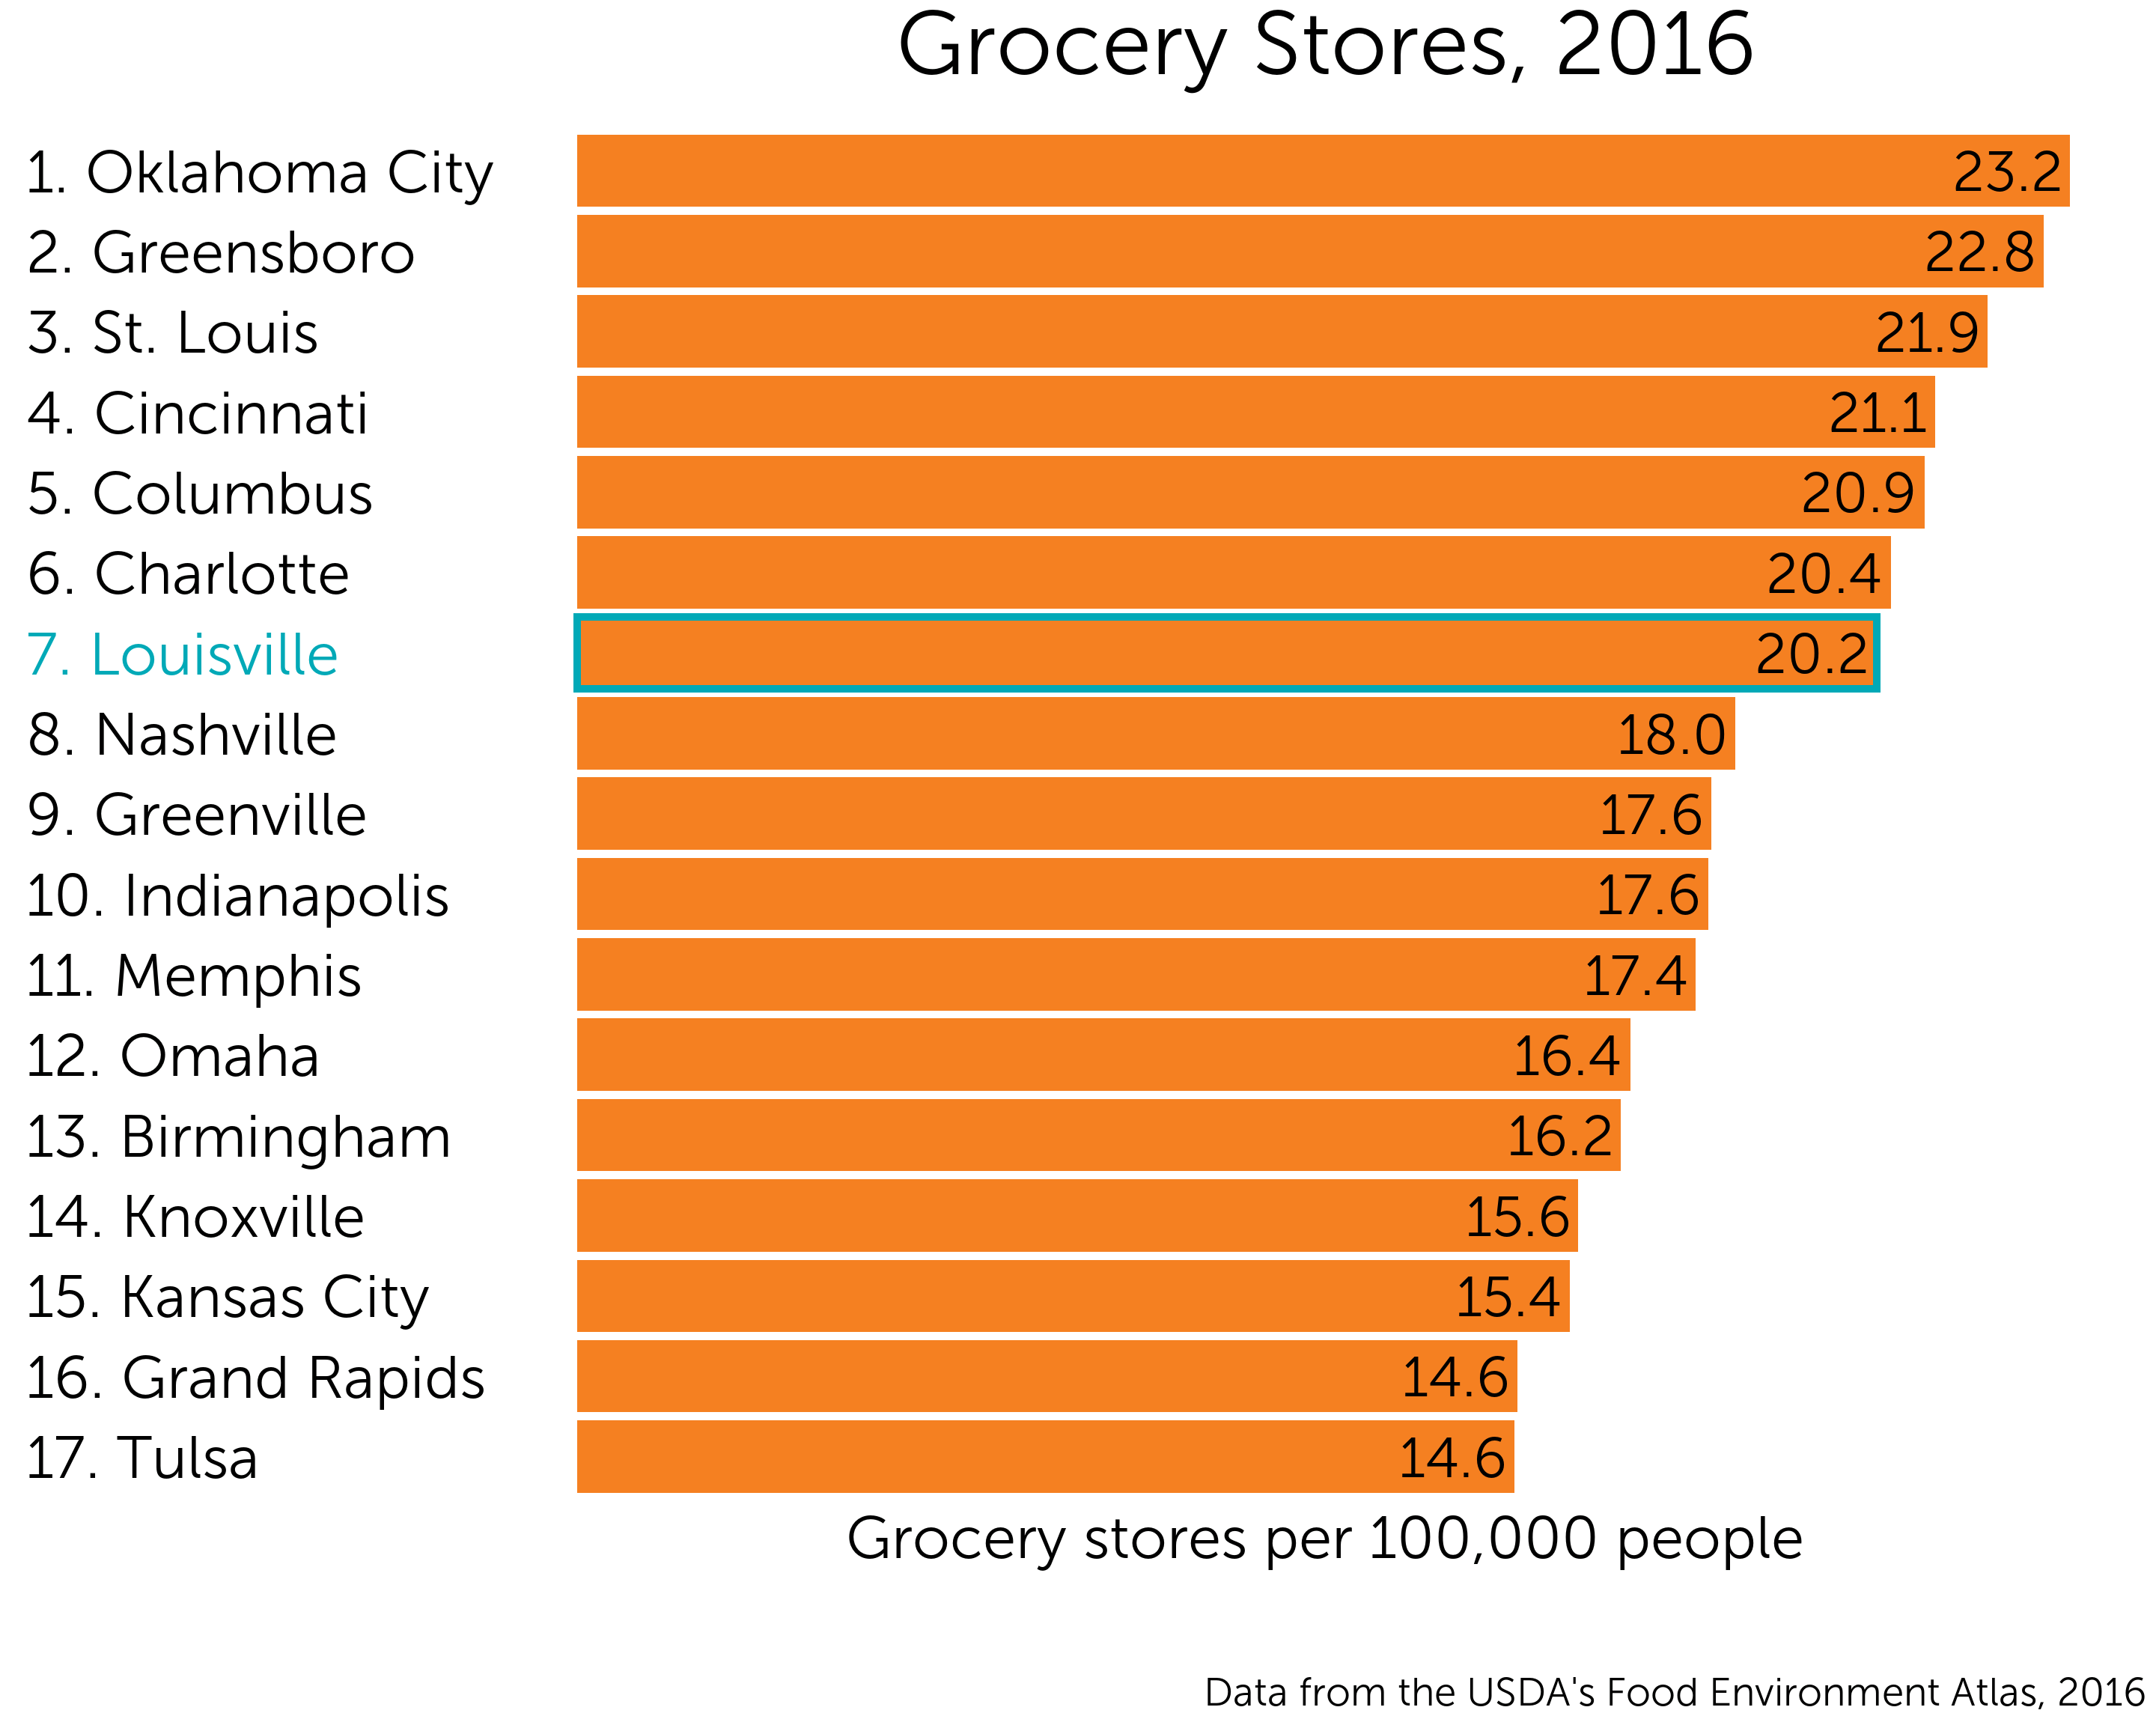 Grocery Stores, 2016
1. Oklahoma City 23.2
2. Greensboro 22.8
3. St. Louis 21.9
4. Cincinnati 21.1
5. Columbus 20.9
6. Charlotte 20.4
7. Louisville 20.2
8. Nashville 18.0
9. Greenville 17.6
10. Indianapolis 17.6
11. Memphis 17.4
12. Omaha 16.4
13. Birmingham 16.2
14. Knoxville 15.6
15. Kansas City 15.4
16. Grand Rapids 14.6
17. Tulsa 14.6
Grocery stores per 100,000 people
Data from the USDA's Food Environment Atlas, 2016